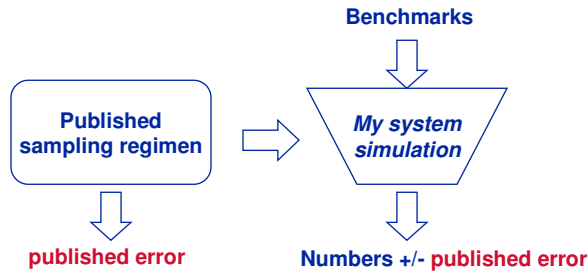 Benchmarks
Published
sampling regimen
My system
simulation
published error
Numbers +/- published error